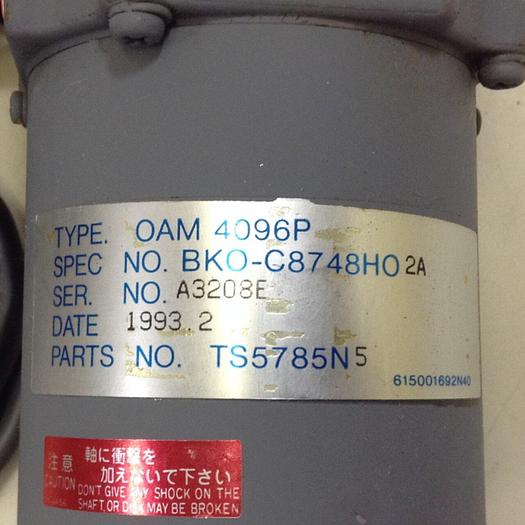 TYPE. OAM 4096P
SPEC NO. BKO-C8748HO 2A
SER. NO. A3208E
DATE 1993.2
PARTS NO. TS5785N5
615001692N40
注意 軸に衝撃を
加えないで下さい
CAUTION DON'T GIVE ANY SHOCK ON THE
SHAFT, OR DISK MAY BE BROKEN